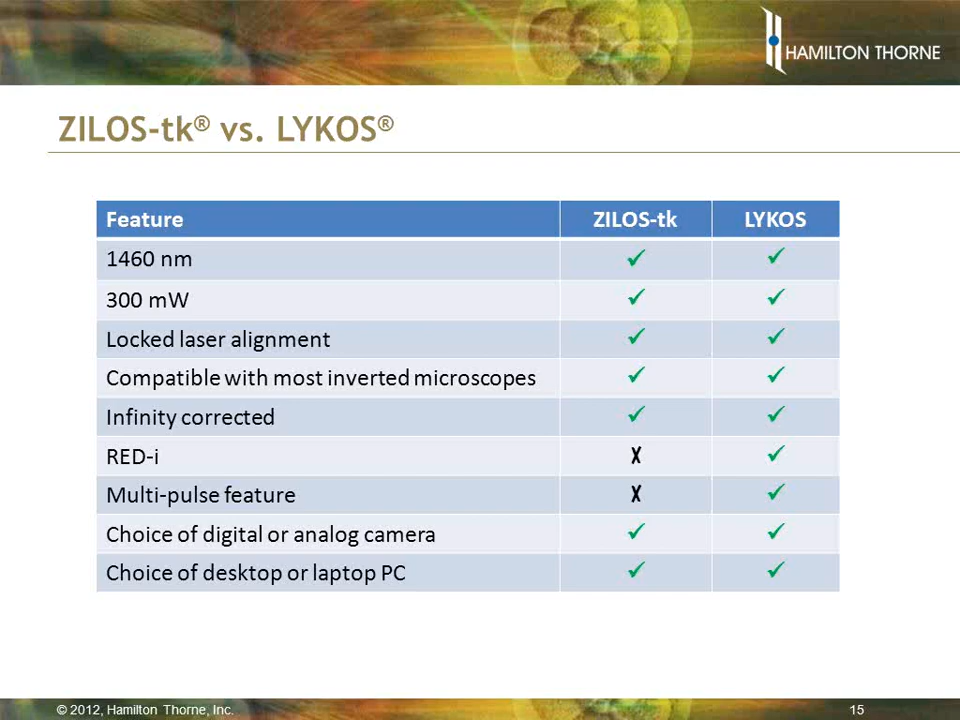 HAMILTON THORNE
ZILOS-tk® vs. LYKOS®
Feature ZILOS-tk LYKOS
1460 nm ✓ ✓
300 mW ✓ ✓
Locked laser alignment ✓ ✓
Compatible with most inverted microscopes ✓ ✓
Infinity corrected ✓ ✓
RED-i X ✓
Multi-pulse feature X ✓
Choice of digital or analog camera ✓ ✓
Choice of desktop or laptop PC ✓ ✓
© 2012, Hamilton Thorne, Inc. 15